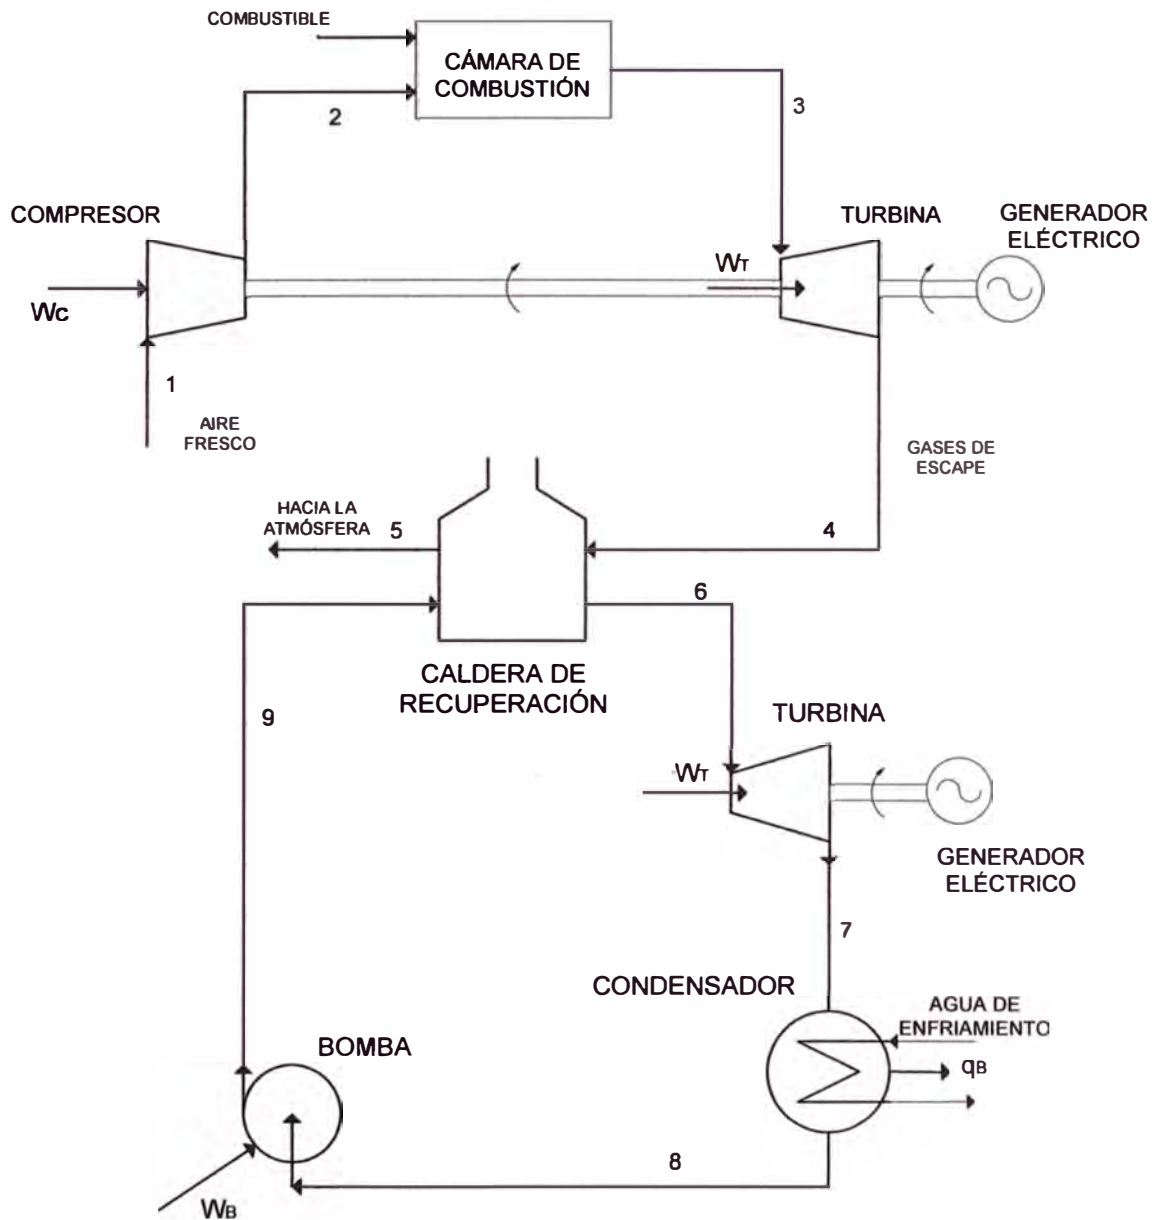 COMBUSTIBLE
CÁMARA DE
COMBUSTIÓN
2
3
COMPRESOR
TURBINA
GENERADOR
ELÉCTRICO
WT
Wc
1
AIRE
FRESCO
GASES DE
ESCAPE
HACIA LA
ATMÓSFERA
5
4
6
CALDERA DE
RECUPERACIÓN
9
TURBINA
WT
GENERADOR
ELÉCTRICO
7
CONDENSADOR
AGUA DE
ENFRIAMIENTO
qB
BOMBA
8
WB